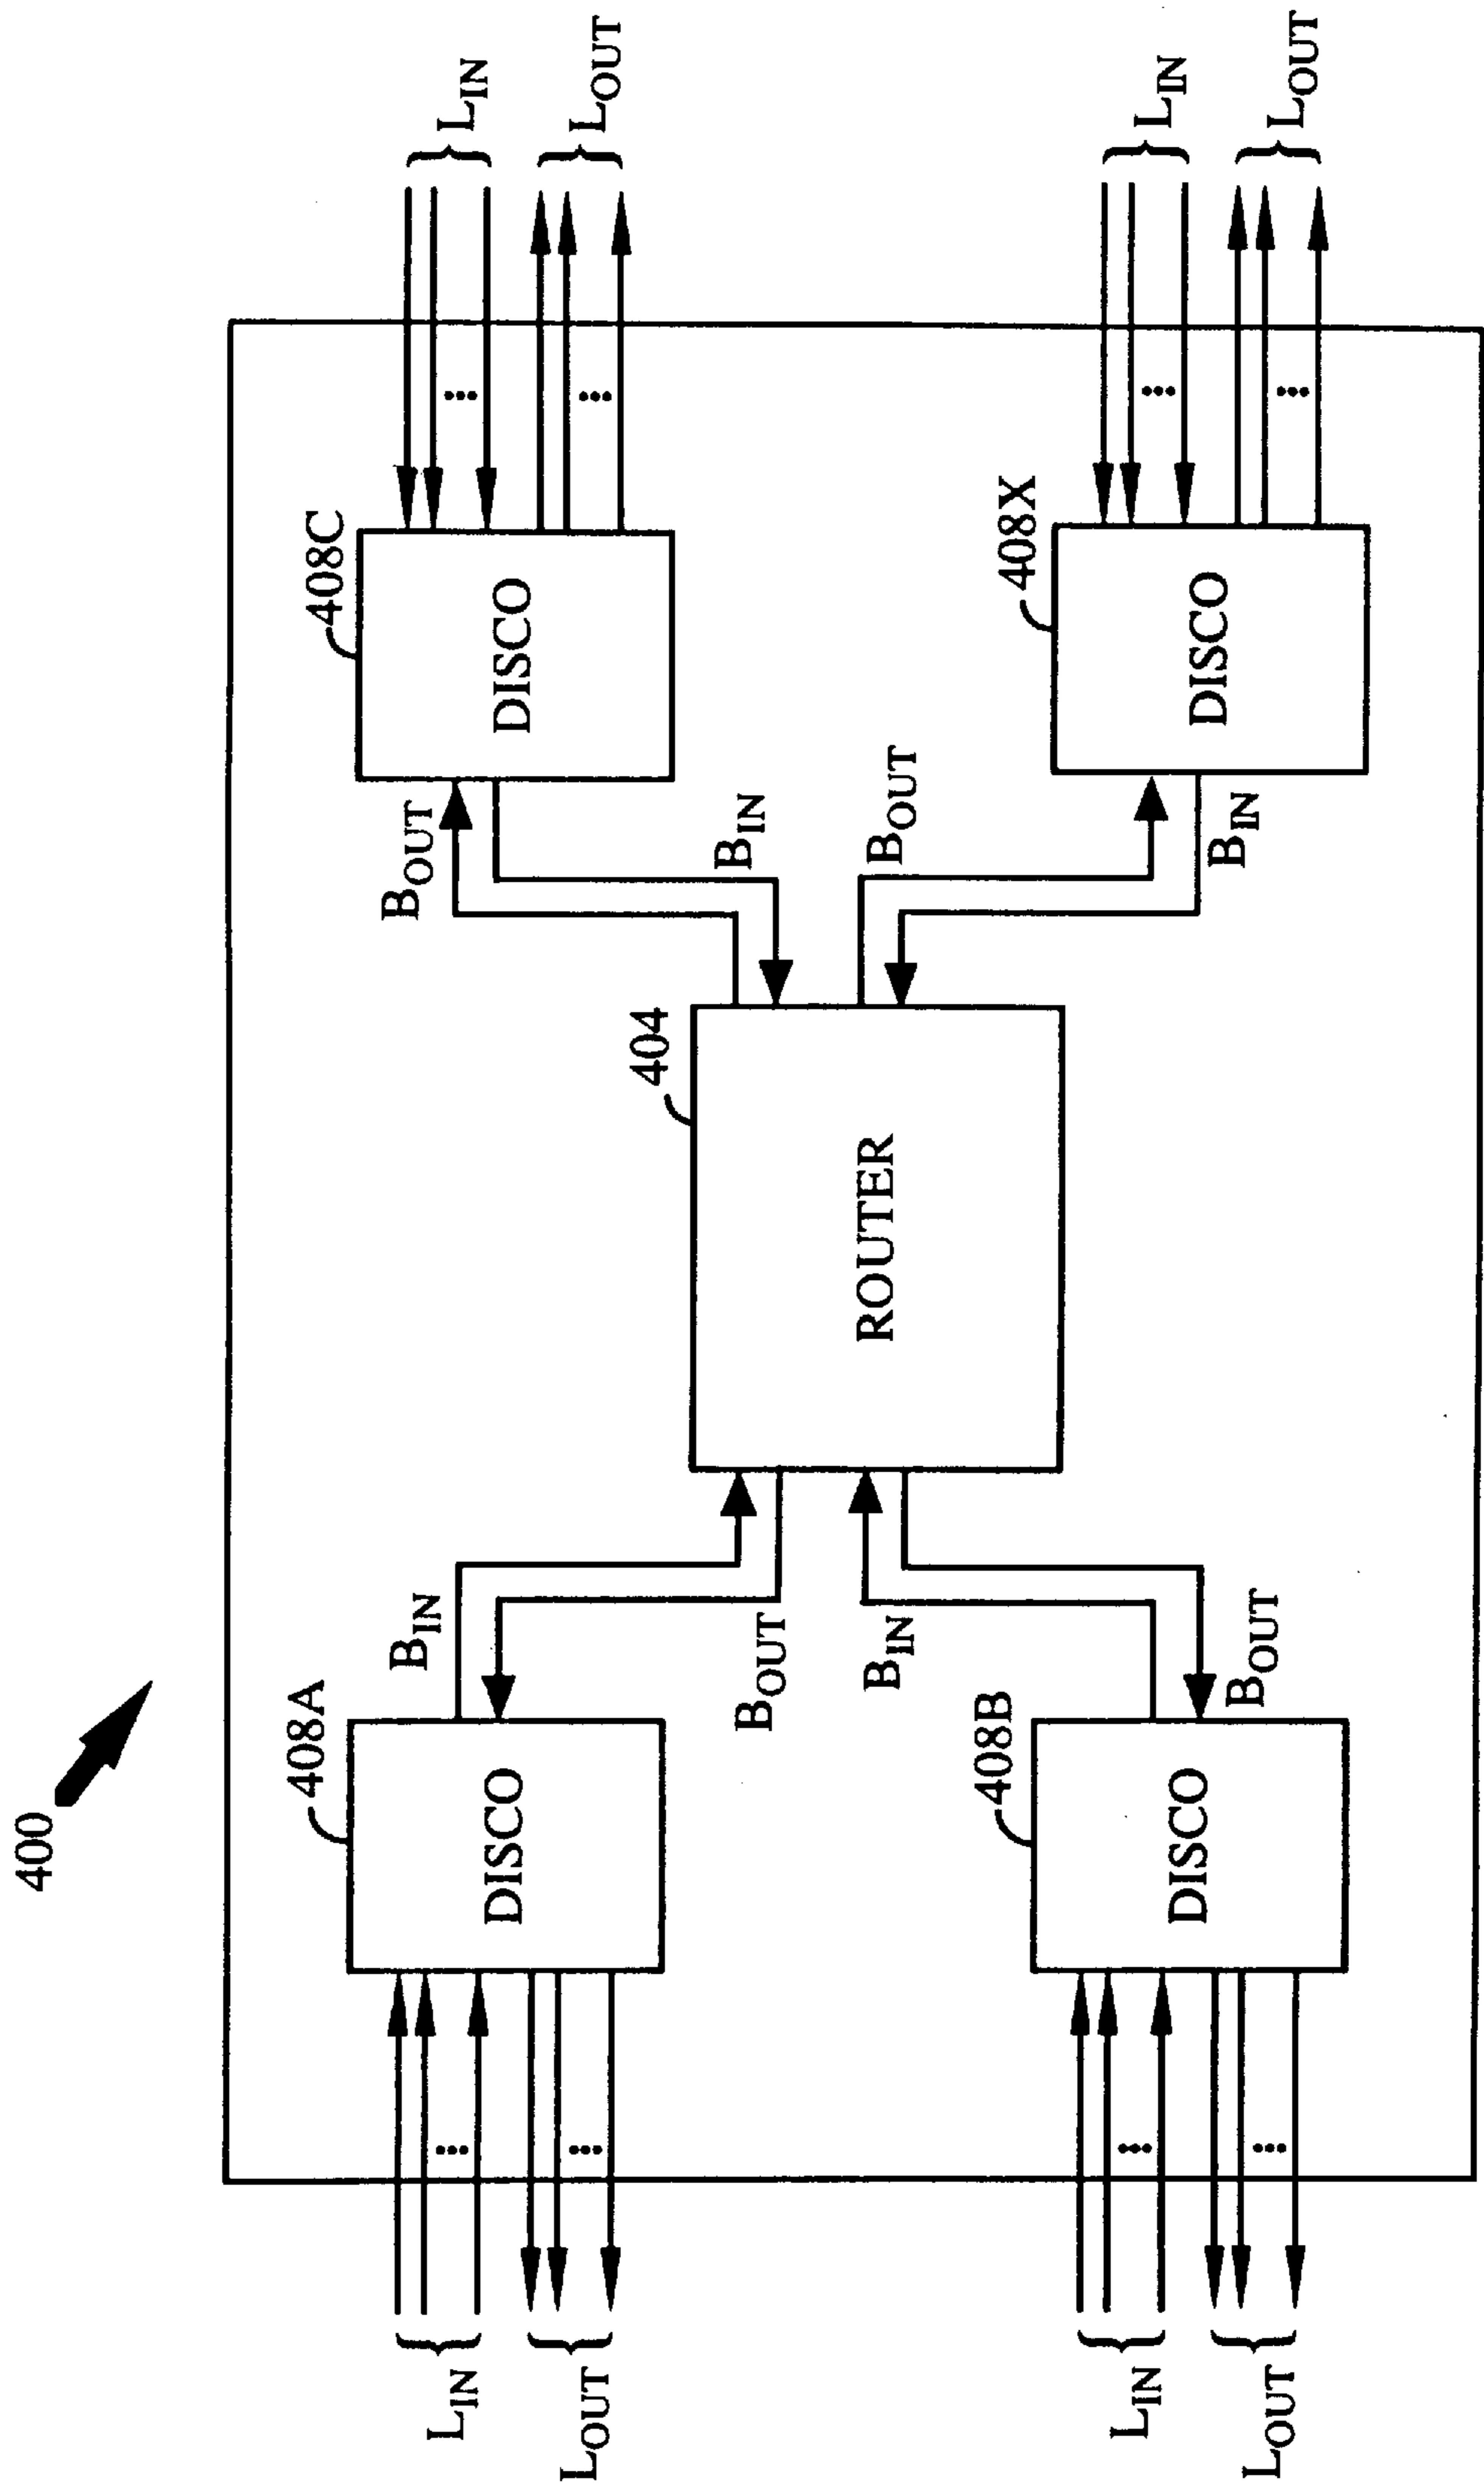 400
408A
408C
L_IN
L_OUT
DISCO
B_IN
B_OUT
404
ROUTER
B_OUT
B_IN
DISCO
L_IN
L_OUT
408B
408X
L_IN
L_OUT
DISCO
B_IN
B_OUT
B_OUT
B_IN
DISCO
L_IN
L_OUT